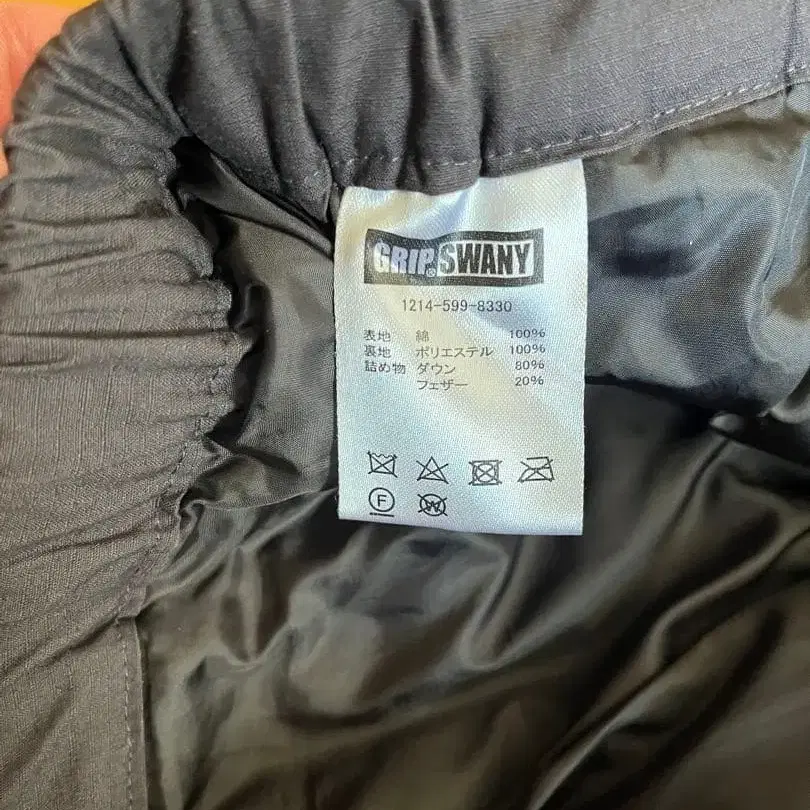 GRIP SWANY
1214-599-8330
表地 綿 100%
裏地 ポリエステル 100%
詰め物 ダウン 80%
フェザー 20%
F
W